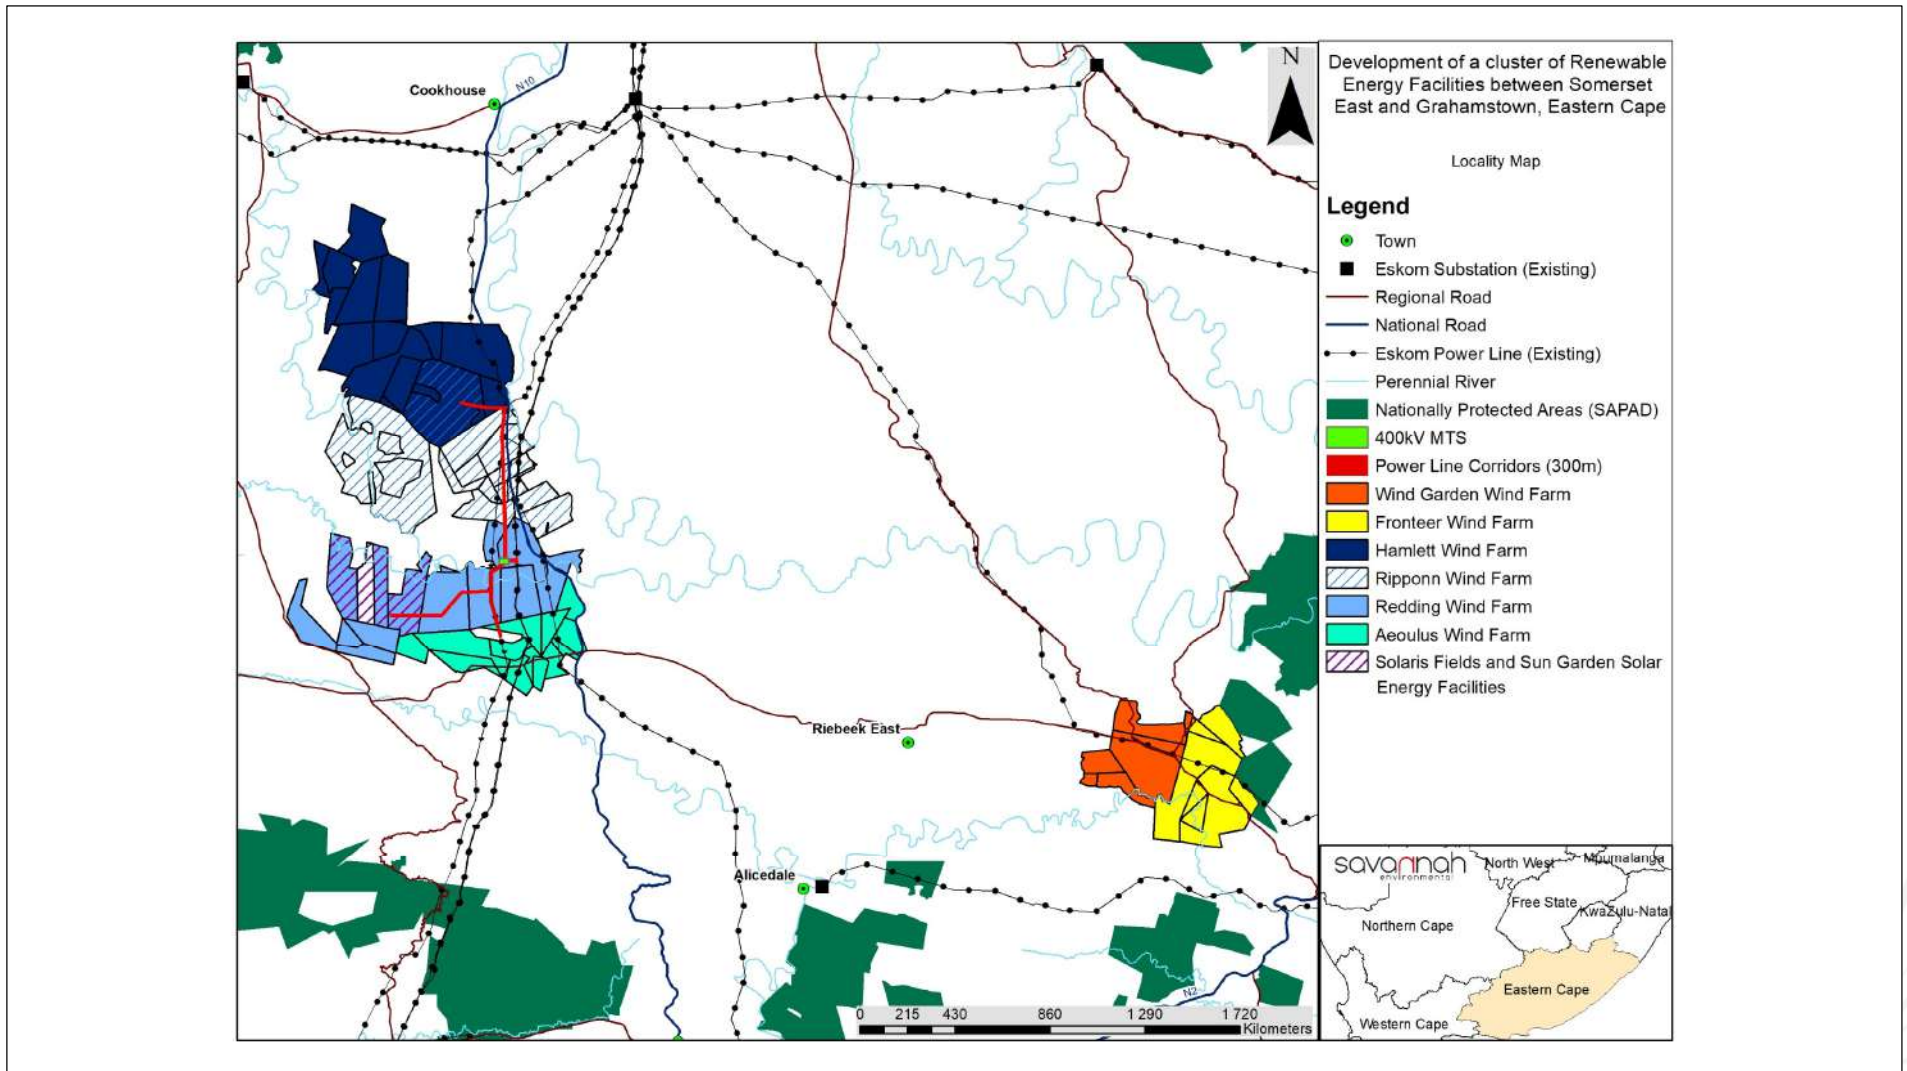 Development of a cluster of Renewable
Energy Facilities between Somerset
East and Grahamstown, Eastern Cape
Locality Map
Legend
Town
Eskom Substation (Existing)
Regional Road
National Road
Eskom Power Line (Existing)
Perennial River
Nationally Protected Areas (SAPAD)
400kV MTS
Power Line Corridors (300m)
Wind Garden Wind Farm
Fronteer Wind Farm
Hamlett Wind Farm
Ripponn Wind Farm
Redding Wind Farm
Aeoulus Wind Farm
Solaris Fields and Sun Garden Solar
Energy Facilities
N
Cookhouse
N10
Riebeek East
Alicedale
N2
0 215 430 860 1 290 1 720
Kilometers
savannah
environmental
North West
Mpumalanga
Free State
KwaZulu-Natal
Northern Cape
Eastern Cape
Western Cape